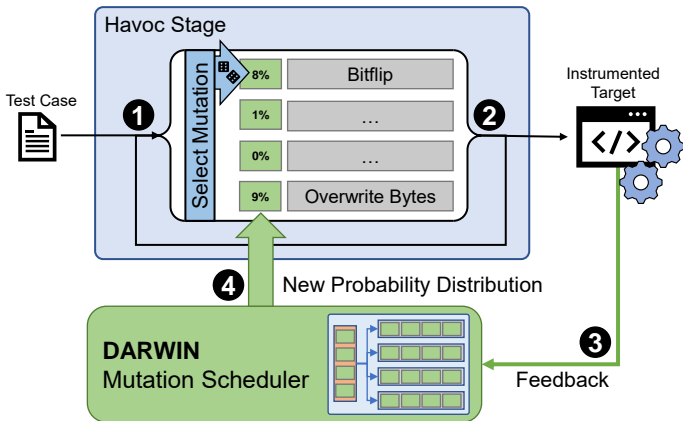 Havoc Stage
Test Case
1
Select Mutation
8%
Bitflip
1%
...
0%
...
9%
Overwrite Bytes
2
Instrumented
Target
</>
4
New Probability Distribution
3
DARWIN
Mutation Scheduler
Feedback